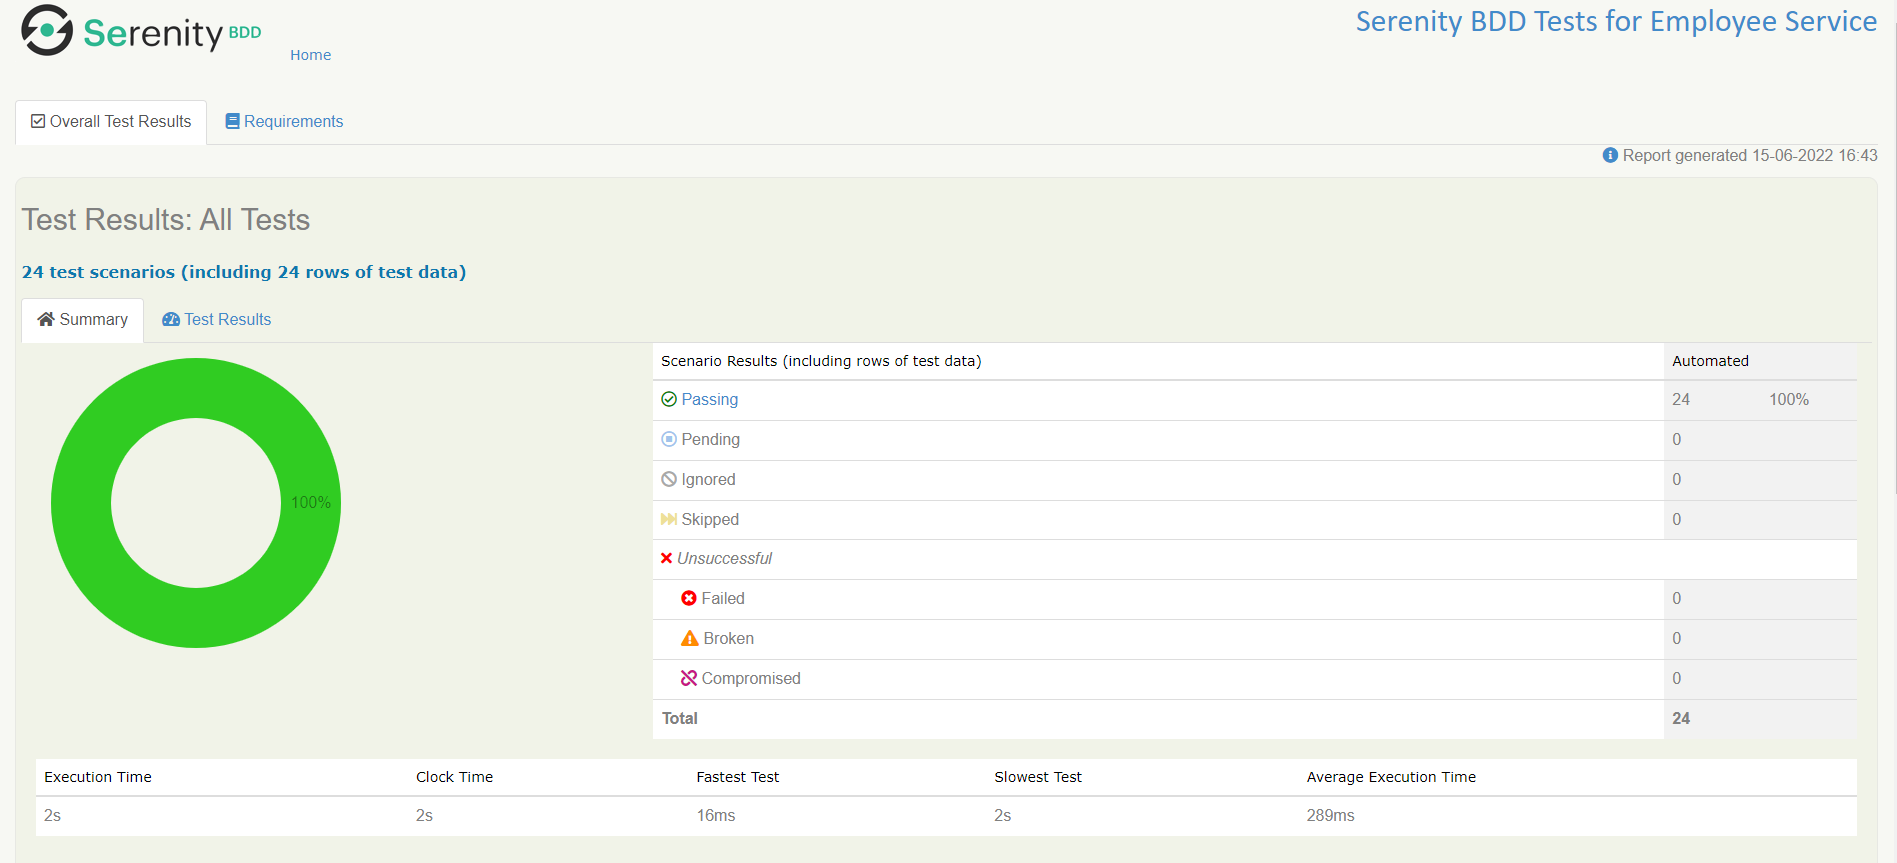 Serenity BDD
Home
Serenity BDD Tests for Employee Service
Overall Test Results
Requirements
Report generated 15-06-2022 16:43
Test Results: All Tests
24 test scenarios (including 24 rows of test data)
Summary
Test Results
100%
Scenario Results (including rows of test data) Automated
Passing 24 100%
Pending 0
Ignored 0
Skipped 0
Unsuccessful
Failed 0
Broken 0
Compromised 0
Total 24
Execution Time Clock Time Fastest Test Slowest Test Average Execution Time
2s 2s 16ms 2s 289ms